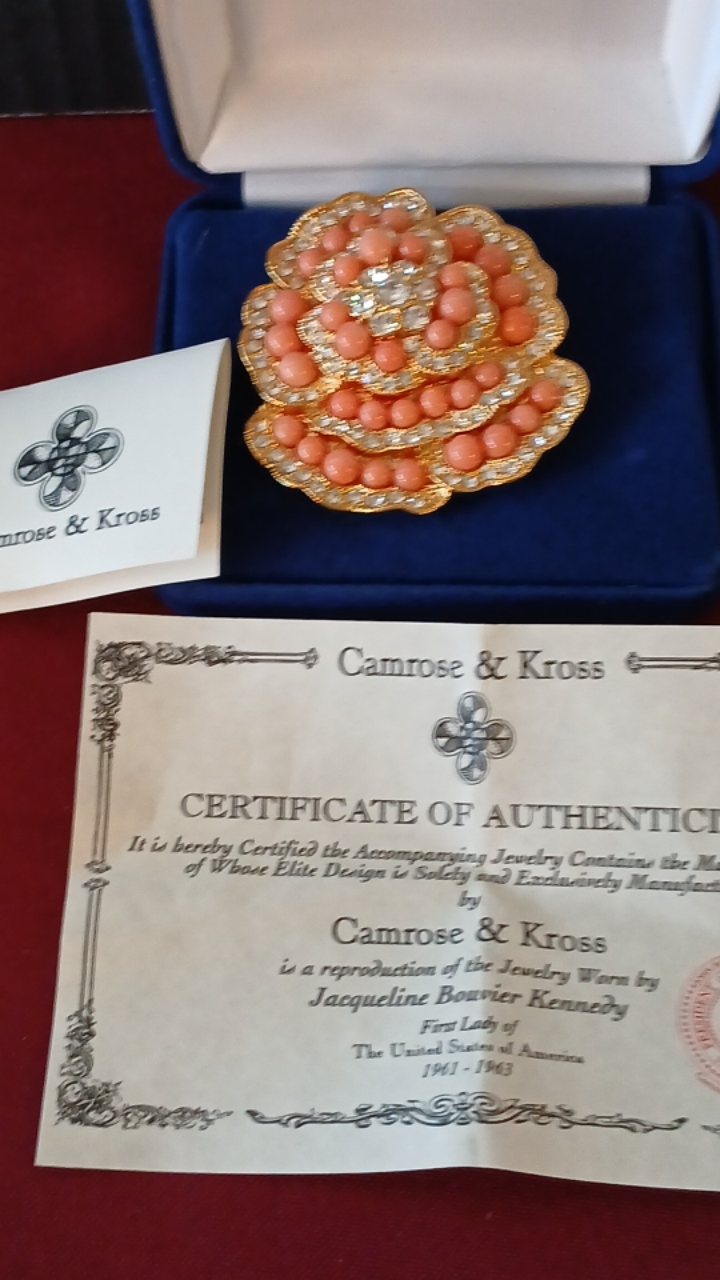 mrose & Kross
Camrose & Kross
CERTIFICATE OF AUTHENTICI
It is hereby Certified the Accompanying Jewelry Contains the Ma
of Whose Elite Design is Solely and Exclusively Manufact
by
Camrose & Kross
is a reproduction of the Jewelry Worn by
Jacqueline Bouvier Kennedy
First Lady of
The United States of America
1961 - 1963